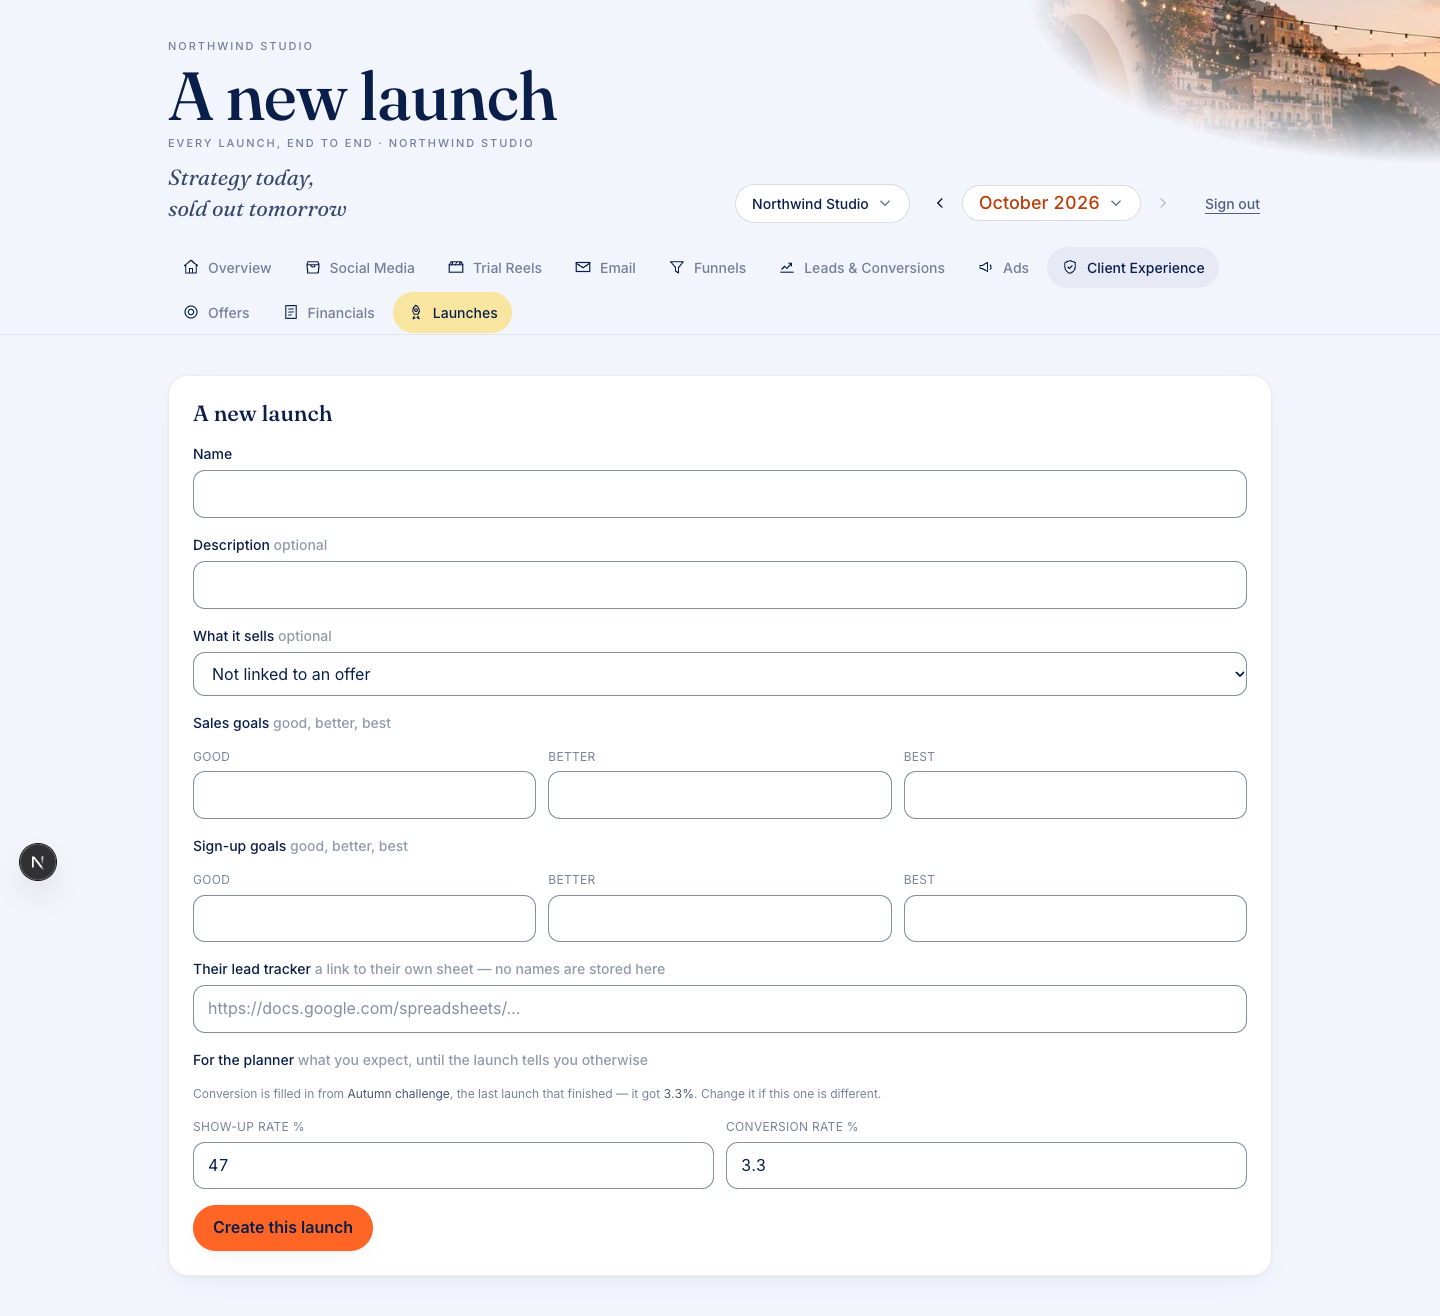 NORTHWIND STUDIO
A new launch
EVERY LAUNCH, END TO END · NORTHWIND STUDIO
Strategy today,
sold out tomorrow
Northwind Studio
October 2026
Sign out
Overview
Social Media
Trial Reels
Email
Funnels
Leads & Conversions
Ads
Client Experience
Offers
Financials
Launches
A new launch
Name
Description optional
What it sells optional
Not linked to an offer
Sales goals good, better, best
GOOD
BETTER
BEST
Sign-up goals good, better, best
GOOD
BETTER
BEST
Their lead tracker a link to their own sheet — no names are stored here
https://docs.google.com/spreadsheets/...
For the planner what you expect, until the launch tells you otherwise
Conversion is filled in from Autumn challenge, the last launch that finished — it got 3.3%. Change it if this one is different.
SHOW-UP RATE %
CONVERSION RATE %
47
3.3
Create this launch
N